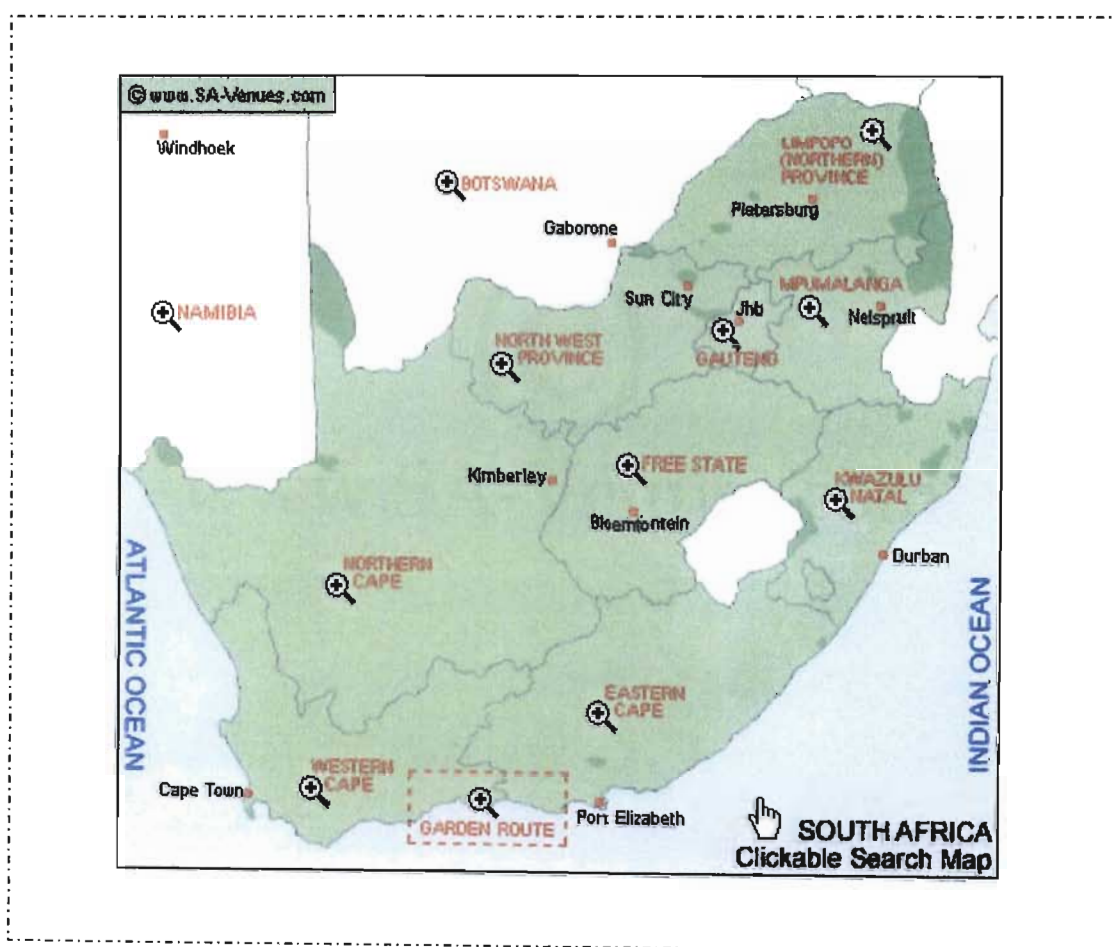 © www.SA-Venues.com
Windhoek
BOTSWANA
LIMPOPO
(NORTHERN)
PROVINCE
Pietersburg
Gaborone
NAMIBIA
Sun City
MPUMALANGA
Jhb
Nelspruit
NORTH WEST
PROVINCE
GAUTENG
Kimberley
FREE STATE
KWAZULU
NATAL
Bloemfontein
Durban
ATLANTIC OCEAN
NORTHERN
CAPE
INDIAN OCEAN
EASTERN
CAPE
WESTERN
CAPE
Cape Town
GARDEN ROUTE
Port Elizabeth
SOUTH AFRICA
Clickable Search Map